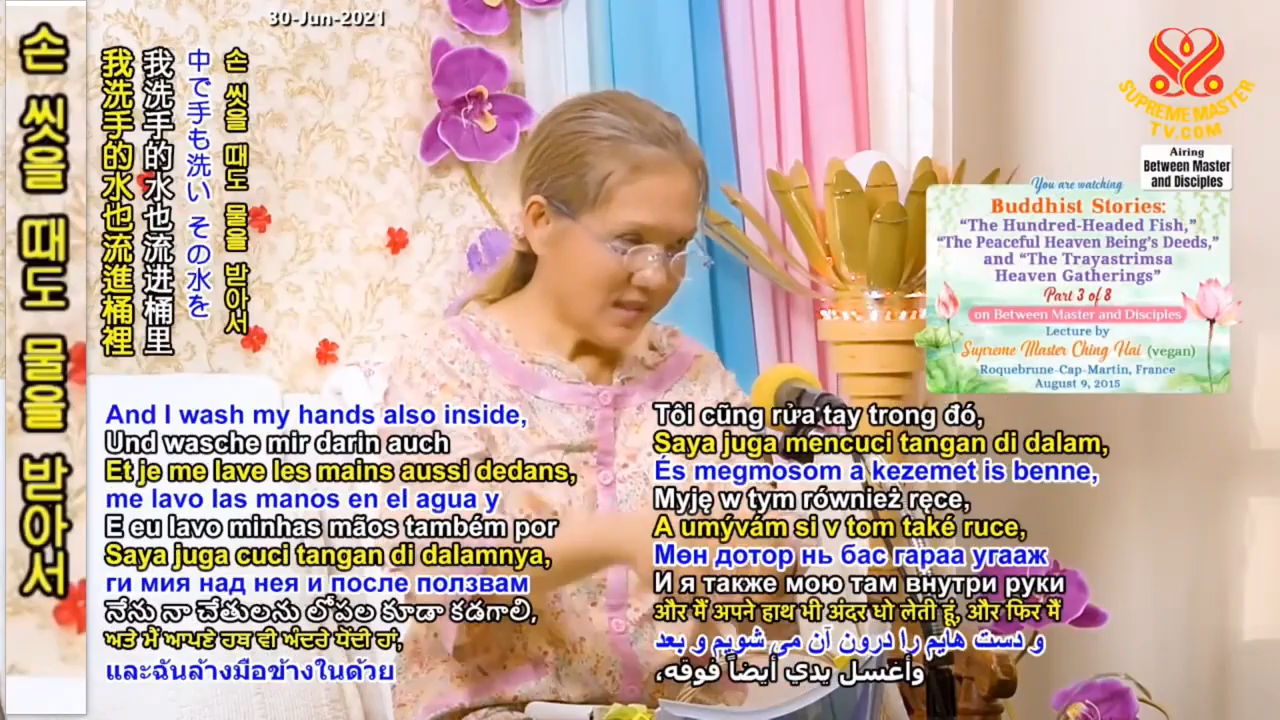 30-Jun-2021
손 씻을 때도 물을 받아서
我洗手的水也流進桶裡
我洗手的水也流进桶里
中で手も洗い その水を
손 씻을 때도 물을 받아서
SUPREME MASTER
TV.COM
Airing
Between Master
and Disciples
You are watching
Buddhist Stories:
“The Hundred-Headed Fish,”
“The Peaceful Heaven Being’s Deeds,”
and “The Trayastrimsa
Heaven Gatherings”
Part 3 of 8
on Between Master and Disciples
Lecture by
Supreme Master Ching Hai (vegan)
Roquebrune-Cap-Martin, France
August 9, 2015
And I wash my hands also inside,
Und wasche mir darin auch
Et je me lave les mains aussi dedans,
me lavo las manos en el agua y
E eu lavo minhas mãos também por
Saya juga cuci tangan di dalamnya,
ги мия над нея и после ползвам
నేను నా చేతులను లోపల కూడా కడగాలి,
ਅਤੇ ਮੈਂ ਆਪਣੇ ਹਥ ਵੀ ਅੰਦਰੇ ਧੋਂਦੀ ਹਾਂ,
และฉันล้างมือข้างในด้วย
Tôi cũng rửa tay trong đó,
Saya juga mencuci tangan di dalam,
És megmosom a kezemet is benne,
Myję w tym również ręce,
A umývám si v tom také ruce,
Мөн дотор нь бас гараа угааж
И я также мою там внутри руки
और मैं अपने हाथ भी अंदर धो लेती हूं, और फिर मैं
و دست هایم را درون آن می شویم و بعد
وأغسل يدي أيضاً فوقه،